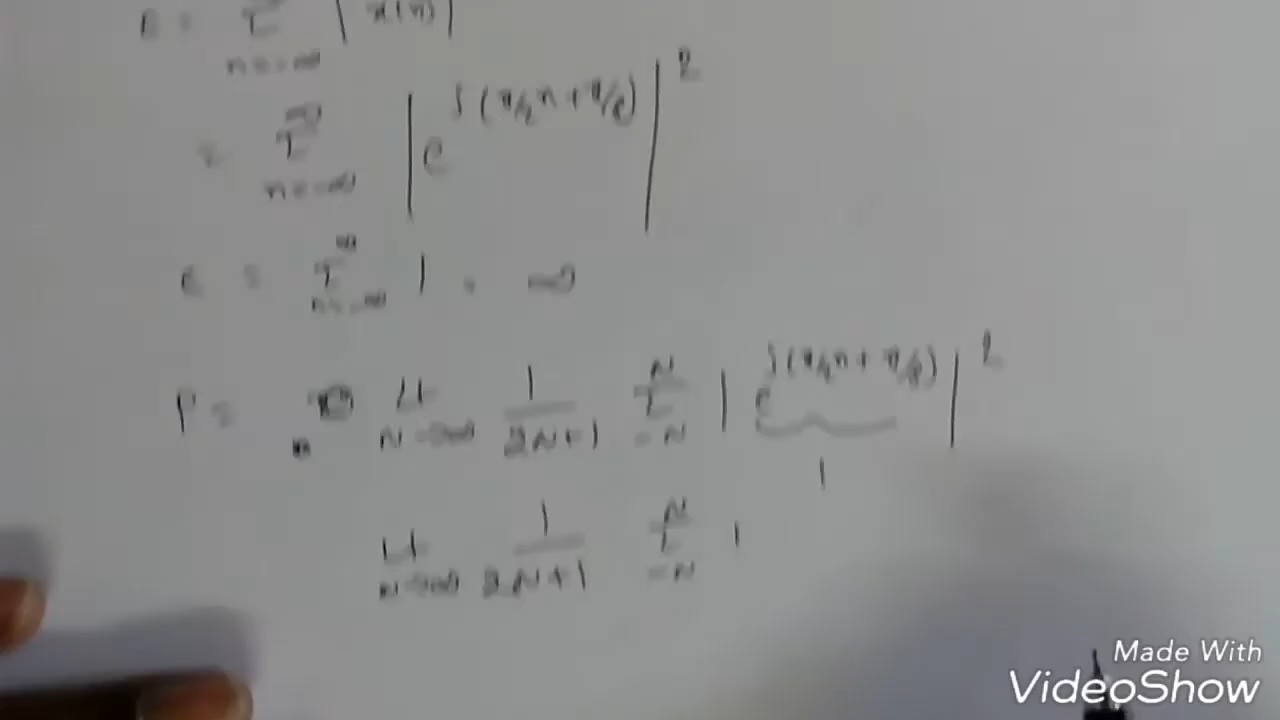 E = Σ | x(n) |
n=-∞
= Σ | e^j(π/2 n + π/8) |^2
∞
n=-∞
E = Σ 1 = ∞
∞
n=-∞
P = Lt 1/2N+1 Σ | e^j(π/2 n + π/8) |^2
N→∞ N -N
1
Lt 1/2N+1 Σ 1
N→∞ N -N
Made With
VideoShow